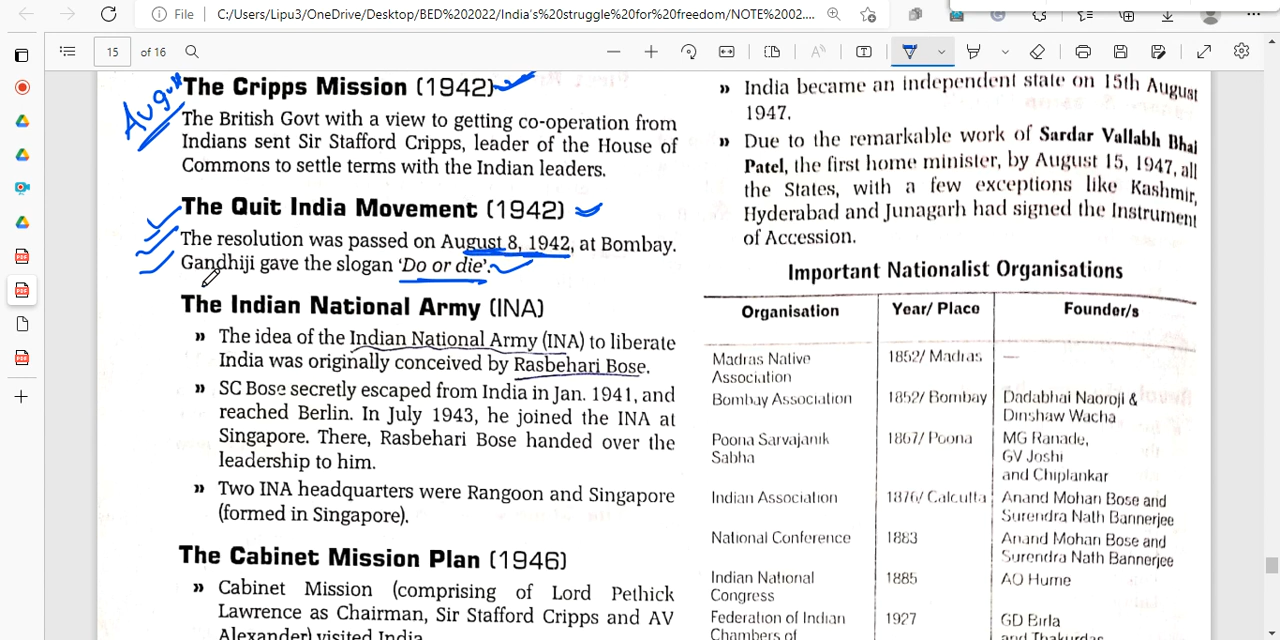 File
C:/Users/Lipu3/OneDrive/Desktop/BED%202022/India's%20struggle%20for%20freedom/NOTE%2002....
15
of 16
August
The Cripps Mission (1942)
The British Govt with a view to getting co-operation from
Indians sent Sir Stafford Cripps, leader of the House of
Commons to settle terms with the Indian leaders.
The Quit India Movement (1942)
The resolution was passed on August 8, 1942, at Bombay.
Gandhiji gave the slogan 'Do or die'.
The Indian National Army (INA)
» The idea of the Indian National Army (INA) to liberate
India was originally conceived by Rasbehari Bose.
» SC Bose secretly escaped from India in Jan. 1941, and
reached Berlin. In July 1943, he joined the INA at
Singapore. There, Rasbehari Bose handed over the
leadership to him.
» Two INA headquarters were Rangoon and Singapore
(formed in Singapore).
The Cabinet Mission Plan (1946)
» Cabinet Mission (comprising of Lord Pethick
Lawrence as Chairman, Sir Stafford Cripps and AV
Alexander) visited India
» India became an independent state on 15th August
1947.
» Due to the remarkable work of Sardar Vallabh Bhai
Patel, the first home minister, by August 15, 1947, all
the States, with a few exceptions like Kashmir,
Hyderabad and Junagarh had signed the Instrument
of Accession.
Important Nationalist Organisations
Organisation Year/ Place Founder/s
Madras Native 1852/ Madras —
Association
Bombay Association 1852/ Bombay Dadabhai Naoroji &
Dinshaw Wacha
Poona Sarvajanik 1867/ Poona MG Ranade,
Sabha GV Joshi
and Chiplankar
Indian Association 1876/ Calcutta Anand Mohan Bose and
Surendra Nath Bannerjee
National Conference 1883 Anand Mohan Bose and
Surendra Nath Bannerjee
Indian National 1885 AO Hume
Congress
Federation of Indian 1927 GD Birla
Chambers of and Thakurdas